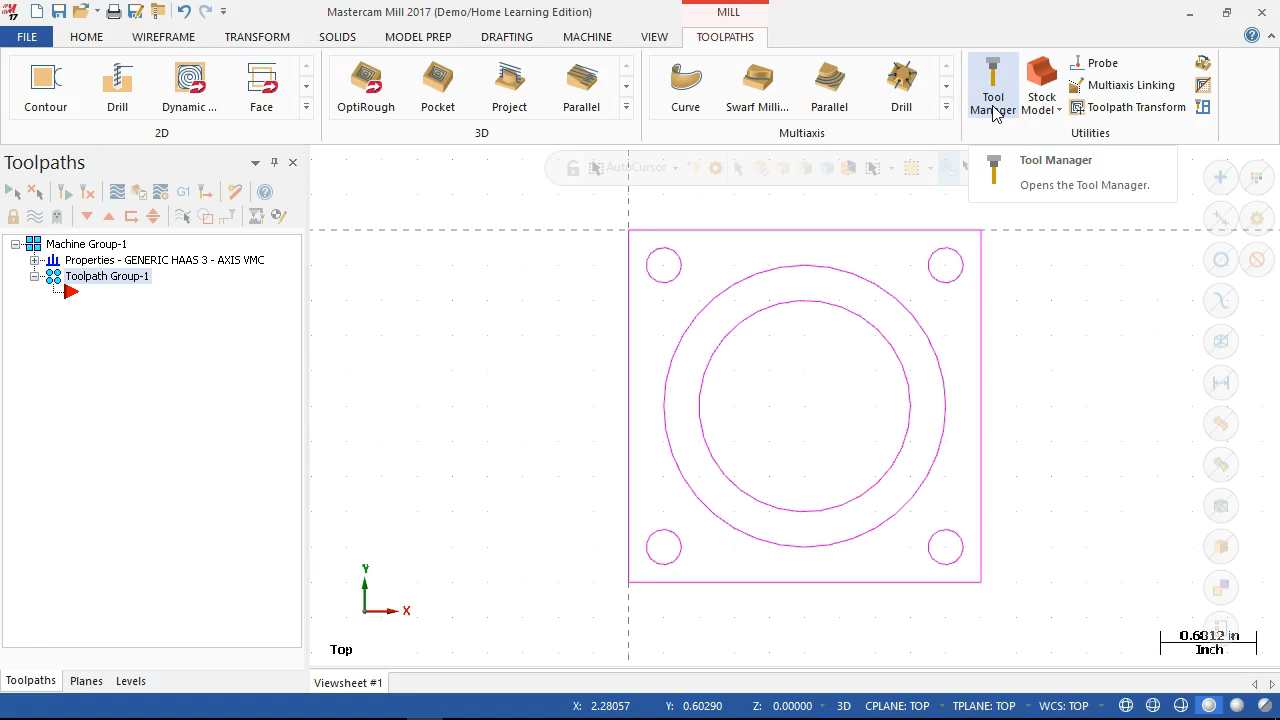 17
Mastercam Mill 2017 (Demo/Home Learning Edition)
MILL
FILE
HOME
WIREFRAME
TRANSFORM
SOLIDS
MODEL PREP
DRAFTING
MACHINE
VIEW
TOOLPATHS
Contour
Drill
Dynamic ...
Face
OptiRough
Pocket
Project
Parallel
Curve
Swarf Milli...
Parallel
Drill
Tool Manager
Stock Model
Probe
Multiaxis Linking
Toolpath Transform
2D
3D
Multiaxis
Utilities
Toolpaths
AutoCursor
Tool Manager
Opens the Tool Manager.
G1
Machine Group-1
Properties - GENERIC HAAS 3 - AXIS VMC
Toolpath Group-1
Y
X
Top
0.6312 in
Inch
Toolpaths
Planes
Levels
Viewsheet #1
X: 2.28057
Y: 0.60290
Z: 0.00000
3D
CPLANE: TOP
TPLANE: TOP
WCS: TOP